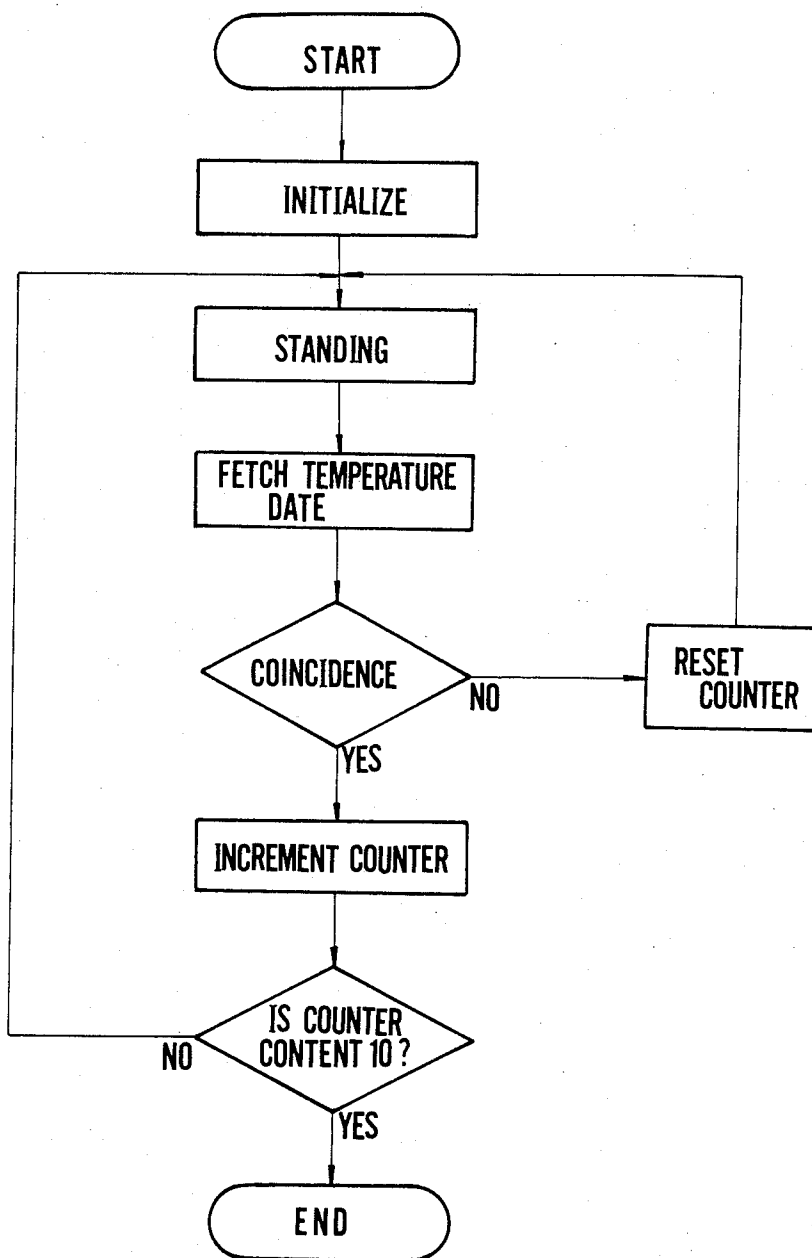 START
INITIALIZE
STANDING
FETCH TEMPERATURE
DATE
COINCIDENCE
NO
RESET
COUNTER
YES
INCREMENT COUNTER
IS COUNTER
CONTENT 10?
NO
YES
END